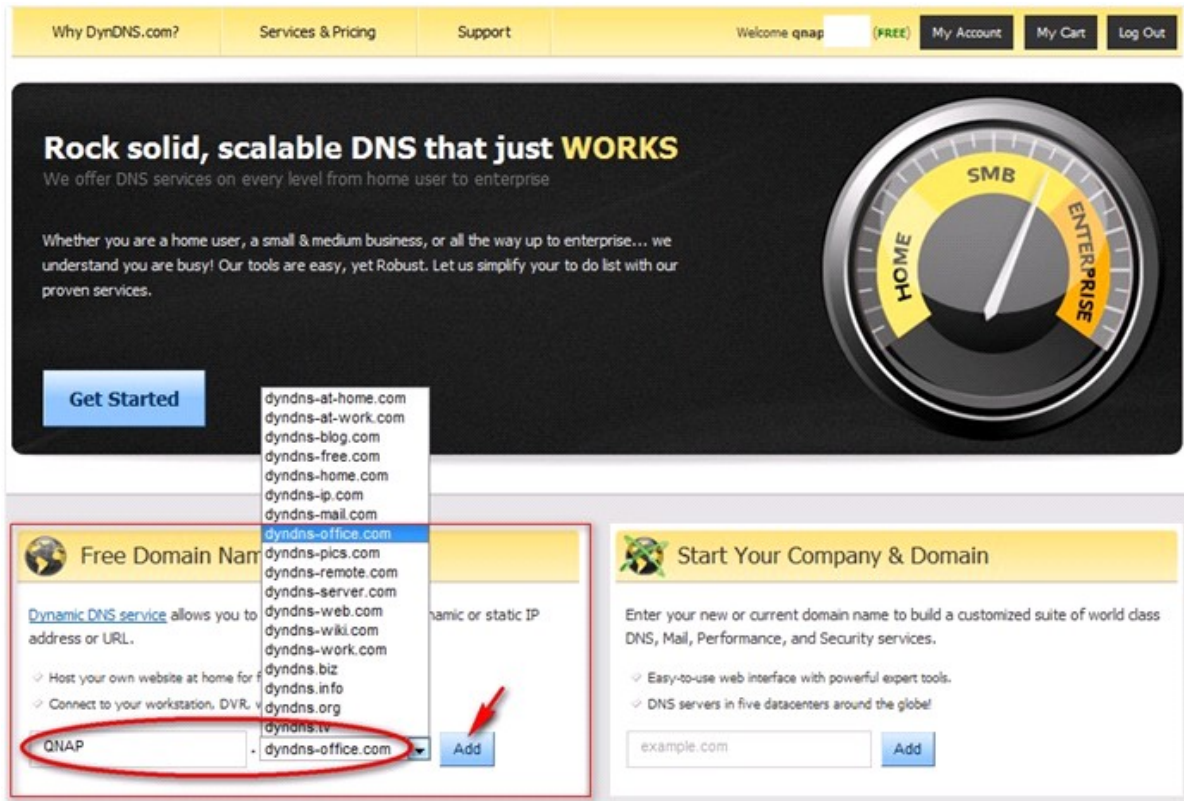 Why DynDNS.com?
Services & Pricing
Support
Welcome qnap
(FREE)
My Account
My Cart
Log Out
Rock solid, scalable DNS that just WORKS
We offer DNS services on every level from home user to enterprise
Whether you are a home user, a small & medium business, or all the way up to enterprise... we
understand you are busy! Our tools are easy, yet Robust. Let us simplify your to do list with our
proven services.
HOME
SMB
ENTERPRISE
Get Started
dyndns-at-home.com
dyndns-at-work.com
dyndns-blog.com
dyndns-free.com
dyndns-home.com
dyndns-ip.com
dyndns-mail.com
dyndns-office.com
dyndns-pics.com
dyndns-remote.com
dyndns-server.com
dyndns-web.com
dyndns-wiki.com
dyndns-work.com
dyndns.biz
dyndns.info
dyndns.org
dyndns.tv
Free Domain Nam
Dynamic DNS service allows you to
namic or static IP
address or URL.
Host your own website at home for f
Connect to your workstation, DVR,
QNAP
. dyndns-office.com
Add
Start Your Company & Domain
Enter your new or current domain name to build a customized suite of world class
DNS, Mail, Performance, and Security services.
Easy-to-use web interface with powerful expert tools.
DNS servers in five datacenters around the globe!
example.com
Add